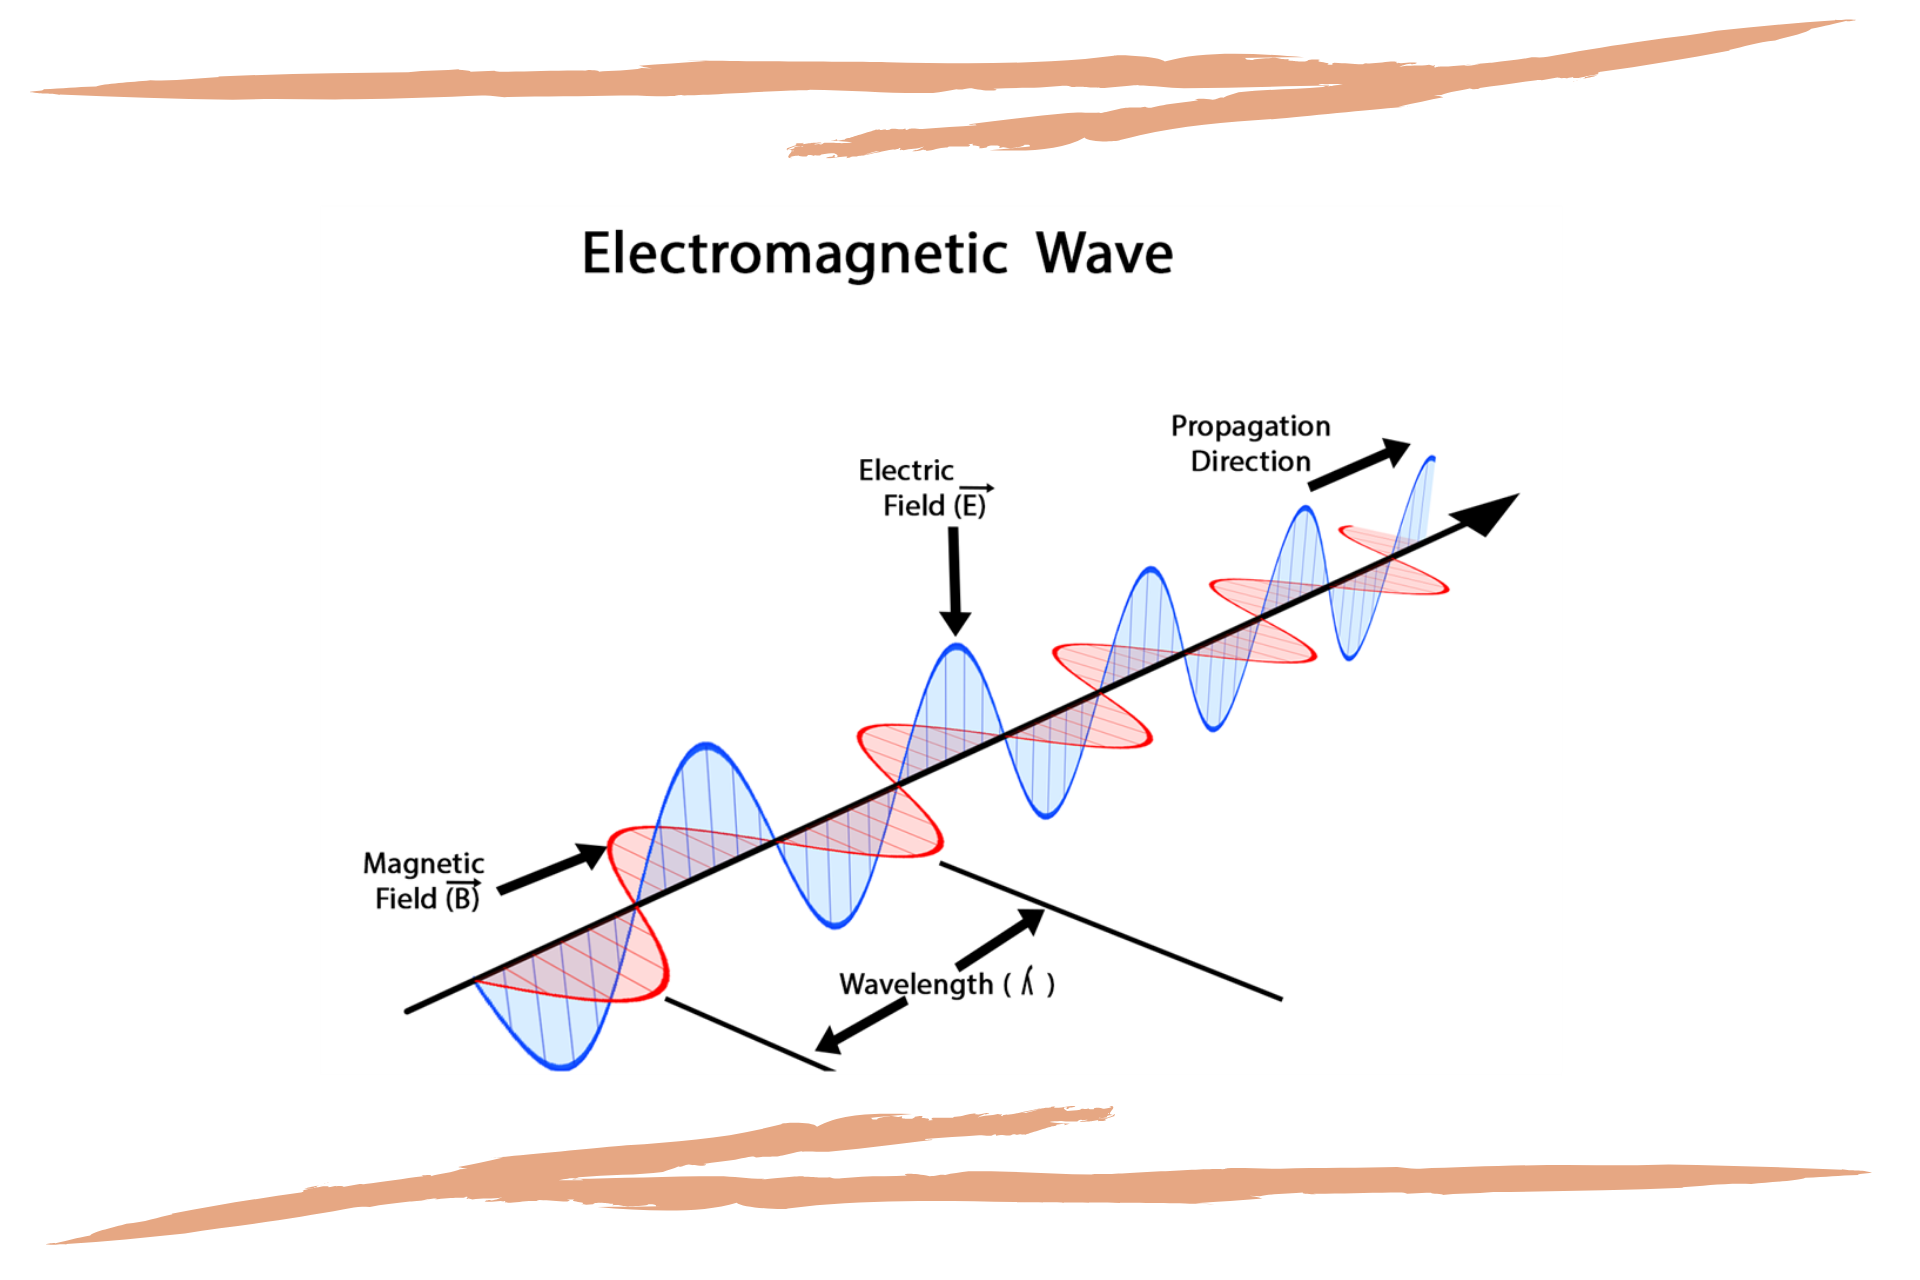 Electromagnetic Wave
Propagation
Direction
Electric
Field (E)
Magnetic
Field (B)
Wavelength ( λ )